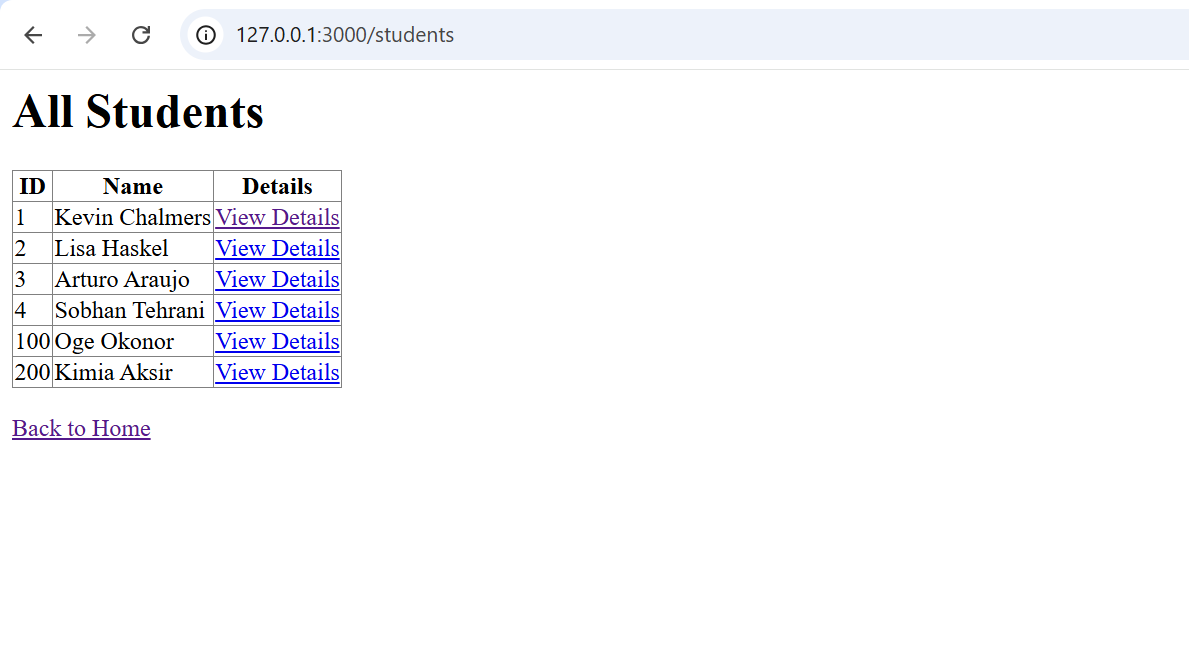 127.0.0.1:3000/students
All Students
ID Name Details
1 Kevin Chalmers View Details
2 Lisa Haskel View Details
3 Arturo Araujo View Details
4 Sobhan Tehrani View Details
100 Oge Okonor View Details
200 Kimia Aksir View Details
Back to Home